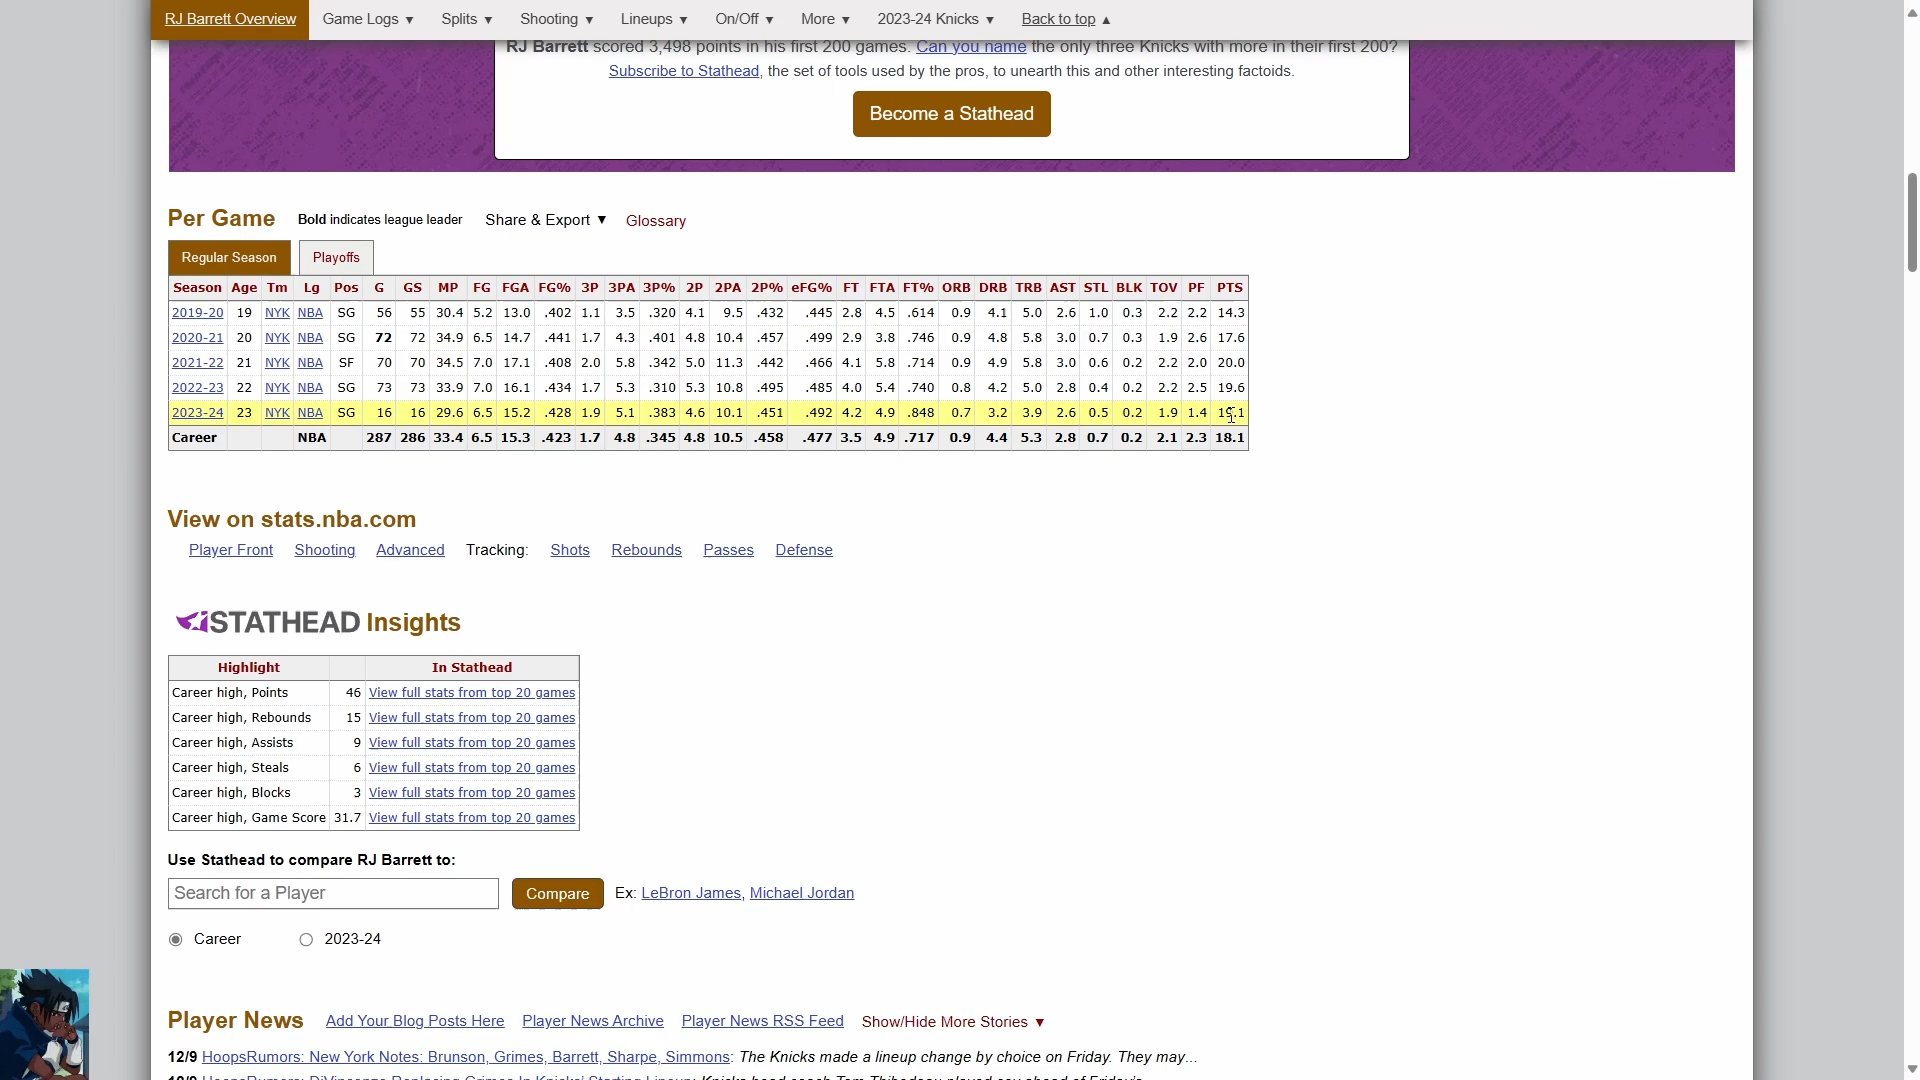 RJ Barrett Overview Game Logs ▼ Splits ▼ Shooting ▼ Lineups ▼ On/Off ▼ More ▼ 2023-24 Knicks ▼ Back to top ▲
RJ Barrett scored 3,498 points in his first 200 games. Can you name the only three Knicks with more in their first 200?
Subscribe to Stathead, the set of tools used by the pros, to unearth this and other interesting factoids.
Become a Stathead
Per Game Bold indicates league leader Share & Export ▼ Glossary
Regular Season Playoffs
Season Age Tm Lg Pos G GS MP FG FGA FG% 3P 3PA 3P% 2P 2PA 2P% eFG% FT FTA FT% ORB DRB TRB AST STL BLK TOV PF PTS
2019-20 19 NYK NBA SG 56 55 30.4 5.2 13.0 .402 1.1 3.5 .320 4.1 9.5 .432 .445 2.8 4.5 .614 0.9 4.1 5.0 2.6 1.0 0.3 2.2 2.2 14.3
2020-21 20 NYK NBA SG 72 72 34.9 6.5 14.7 .441 1.7 4.3 .401 4.8 10.4 .457 .499 2.9 3.8 .746 0.9 4.8 5.8 3.0 0.7 0.3 1.9 2.6 17.6
2021-22 21 NYK NBA SF 70 70 34.5 7.0 17.1 .408 2.0 5.8 .342 5.0 11.3 .442 .466 4.1 5.8 .714 0.9 4.9 5.8 3.0 0.6 0.2 2.2 2.0 20.0
2022-23 22 NYK NBA SG 73 73 33.9 7.0 16.1 .434 1.7 5.3 .310 5.3 10.8 .495 .485 4.0 5.4 .740 0.8 4.2 5.0 2.8 0.4 0.2 2.2 2.5 19.6
2023-24 23 NYK NBA SG 16 16 29.6 6.5 15.2 .428 1.9 5.1 .383 4.6 10.1 .451 .492 4.2 4.9 .848 0.7 3.2 3.9 2.6 0.5 0.2 1.9 1.4 19.1
Career NBA 287 286 33.4 6.5 15.3 .423 1.7 4.8 .345 4.8 10.5 .458 .477 3.5 4.9 .717 0.9 4.4 5.3 2.8 0.7 0.2 2.1 2.3 18.1
View on stats.nba.com
Player Front Shooting Advanced Tracking: Shots Rebounds Passes Defense
STATHEAD Insights
Highlight In Stathead
Career high, Points 46 View full stats from top 20 games
Career high, Rebounds 15 View full stats from top 20 games
Career high, Assists 9 View full stats from top 20 games
Career high, Steals 6 View full stats from top 20 games
Career high, Blocks 3 View full stats from top 20 games
Career high, Game Score 31.7 View full stats from top 20 games
Use Stathead to compare RJ Barrett to:
Search for a Player Compare Ex: LeBron James, Michael Jordan
Career 2023-24
Player News Add Your Blog Posts Here Player News Archive Player News RSS Feed Show/Hide More Stories ▼
12/9 HoopsRumors: New York Notes: Brunson, Grimes, Barrett, Sharpe, Simmons: The Knicks made a lineup change by choice on Friday. They may...